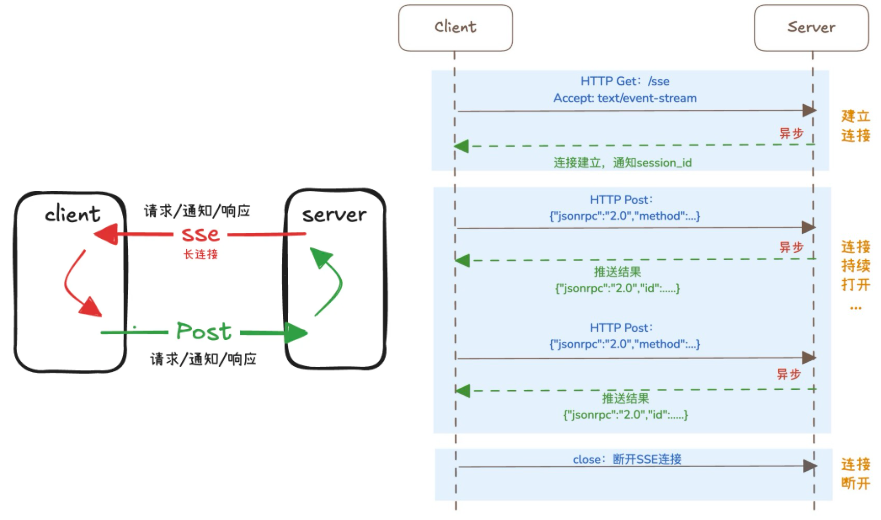 client
server
请求/通知/响应
sse
长连接
Post
请求/通知/响应
Client
Server
HTTP Get：/sse
Accept: text/event-stream
异步
连接建立，通知session_id
建立
连接
HTTP Post：
{"jsonrpc":"2.0","method":...}
异步
推送结果
{"jsonrpc":"2.0","id":.....}
HTTP Post：
{"jsonrpc":"2.0","method":...}
异步
推送结果
{"jsonrpc":"2.0","id":.....}
连接
持续
打开
...
close：断开SSE连接
连接
断开